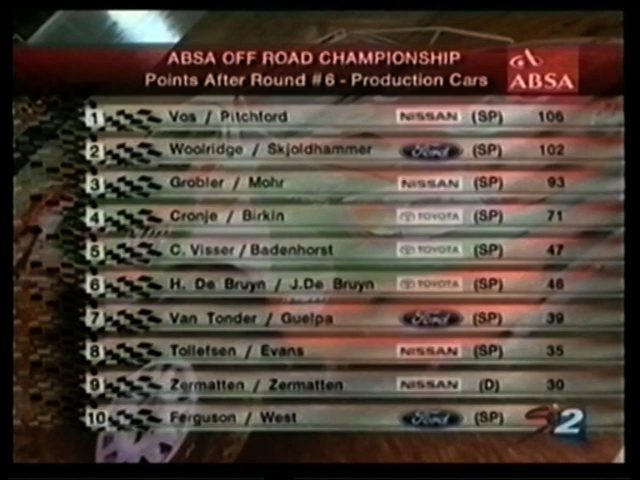 ABSA OFF ROAD CHAMPIONSHIP
Points After Round #6 - Production Cars
ABSA
1 Vos / Pitchford NISSAN (SP) 106
2 Woolridge / Skjoldhammer Ford (SP) 102
3 Grobler / Mohr NISSAN (SP) 93
4 Cronje / Birkin TOYOTA (SP) 71
5 C. Visser / Badenhorst TOYOTA (SP) 47
6 H. De Bruyn / J.De Bruyn TOYOTA (SP) 46
7 Van Tonder / Guelpa Ford (SP) 39
8 Tollefsen / Evans NISSAN (SP) 35
9 Zermatten / Zermatten NISSAN (D) 30
10 Ferguson / West Ford (SP)
2